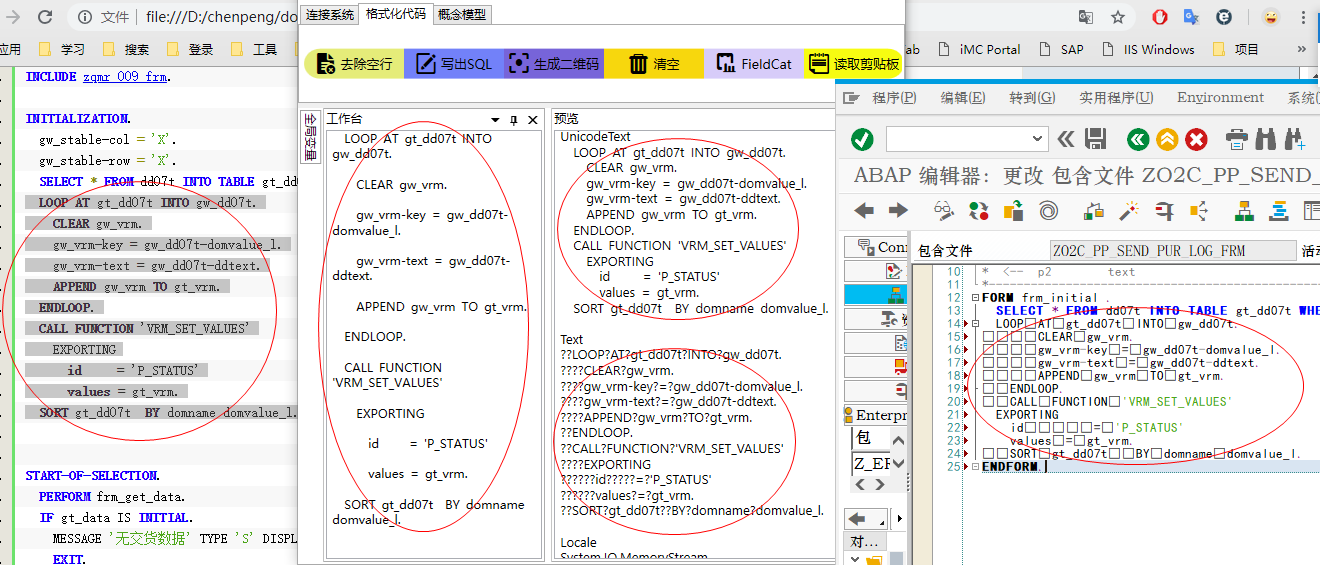 文件
file:///D:/chenpeng/do
应用
学习
搜索
登录
工具
ab
iMC Portal
SAP
IIS Windows
项目
»
INCLUDE zqmr_009_frm.
INITIALIZATION.
gw_stable-col = 'X'.
gw_stable-row = 'X'.
SELECT * FROM dd07t INTO TABLE gt_dd0
LOOP AT gt_dd07t INTO gw_dd07t.
CLEAR gw_vrm.
gw_vrm-key = gw_dd07t-domvalue_l.
gw_vrm-text = gw_dd07t-ddtext.
APPEND gw_vrm TO gt_vrm.
ENDLOOP.
CALL FUNCTION 'VRM_SET_VALUES'
EXPORTING
id     = 'P_STATUS'
values = gt_vrm.
SORT gt_dd07t  BY domname domvalue_l.
START-OF-SELECTION.
PERFORM frm_get_data.
IF gt_data IS INITIAL.
MESSAGE '无交货数据' TYPE 'S' DISPL
EXIT.
连接系统
格式化代码
概念模型
去除空行
写出SQL
生成二维码
清空
FieldCat
读取剪贴板
全局变量
工作台
LOOP AT gt_dd07t INTO
gw_dd07t.
CLEAR gw_vrm.
gw_vrm-key = gw_dd07t-
domvalue_l.
gw_vrm-text = gw_dd07t-
ddtext.
APPEND gw_vrm TO gt_vrm.
ENDLOOP.
CALL FUNCTION
'VRM_SET_VALUES'
EXPORTING
id     = 'P_STATUS'
values = gt_vrm.
SORT gt_dd07t  BY domname
domvalue_l.
预览
UnicodeText
LOOP AT gt_dd07t INTO gw_dd07t.
CLEAR gw_vrm.
gw_vrm-key = gw_dd07t-domvalue_l.
gw_vrm-text = gw_dd07t-ddtext.
APPEND gw_vrm TO gt_vrm.
ENDLOOP.
CALL FUNCTION 'VRM_SET_VALUES'
EXPORTING
id     = 'P_STATUS'
values = gt_vrm.
SORT gt_dd07t  BY domname domvalue_l.
Text
??LOOP?AT?gt_dd07t?INTO?gw_dd07t.
????CLEAR?gw_vrm.
????gw_vrm-key?=?gw_dd07t-domvalue_l.
????gw_vrm-text?=?gw_dd07t-ddtext.
????APPEND?gw_vrm?TO?gt_vrm.
??ENDLOOP.
??CALL?FUNCTION?'VRM_SET_VALUES'
????EXPORTING
??????id?????=?'P_STATUS'
??????values?=?gt_vrm.
??SORT?gt_dd07t??BY?domname?domvalue_l.
Locale
System.IO.MemoryStream
程序(P)
编辑(E)
转到(G)
实用程序(U)
Environment
系统(
ABAP 编辑器：更改 包含文件 ZO2C_PP_SEND_
Conn
Enterpr
包
Z_EF
对...
包含文件
ZO2C_PP_SEND_PUR_LOG_FRM
活动
10 * <-- p2 text
11 *
12 FORM frm_initial .
13 SELECT * FROM dd07t INTO TABLE gt_dd07t WHE
14 LOOP□AT□gt_dd07t□INTO□gw_dd07t.
15 □□□□CLEAR□gw_vrm.
16 □□□□gw_vrm-key□=□gw_dd07t-domvalue_l.
17 □□□□gw_vrm-text□=□gw_dd07t-ddtext.
18 □□□□APPEND□gw_vrm□TO□gt_vrm.
19 □□ENDLOOP.
20 □□CALL□FUNCTION□'VRM_SET_VALUES'
21 EXPORTING
22 id□□□□□=□'P_STATUS'
23 values□=□gt_vrm.
24 □□SORT□gt_dd07t□□BY□domname□domvalue_l.
25 ENDFORM.